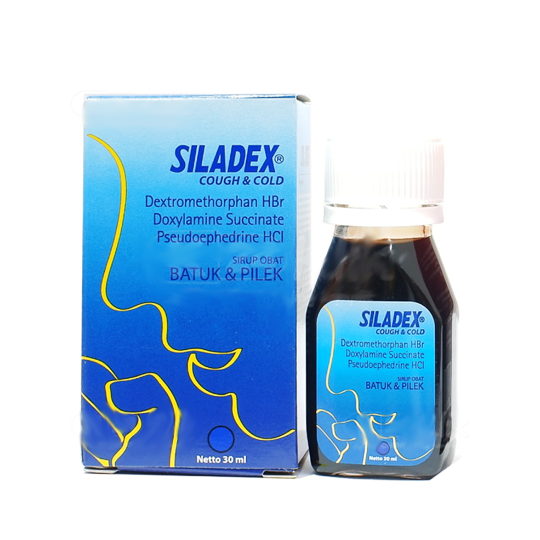 SILADEX®
COUGH & COLD
Dextromethorphan HBr
Doxylamine Succinate
Pseudoephedrine HCl
SIRUP OBAT
BATUK & PILEK
Netto 30 ml
SILADEX®
COUGH & COLD
Dextromethorphan HBr
Doxylamine Succinate
Pseudoephedrine HCl
SIRUP OBAT
BATUK & PILEK
Netto 30 ml